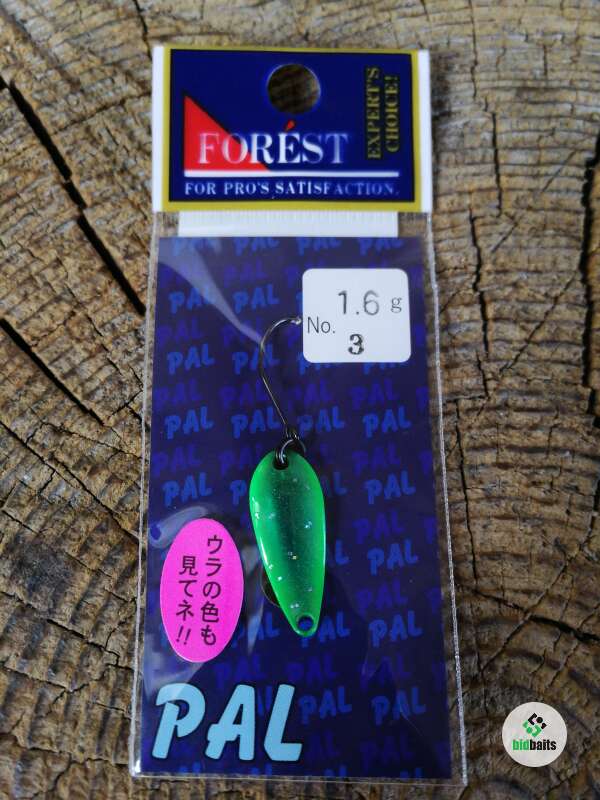 FORÉST
EXPERT'S
CHOICE!
FOR PRO'S SATISFACTION.
1.6 g
No.
3
ウラの色も
見てネ!!
PAL
bidbaits